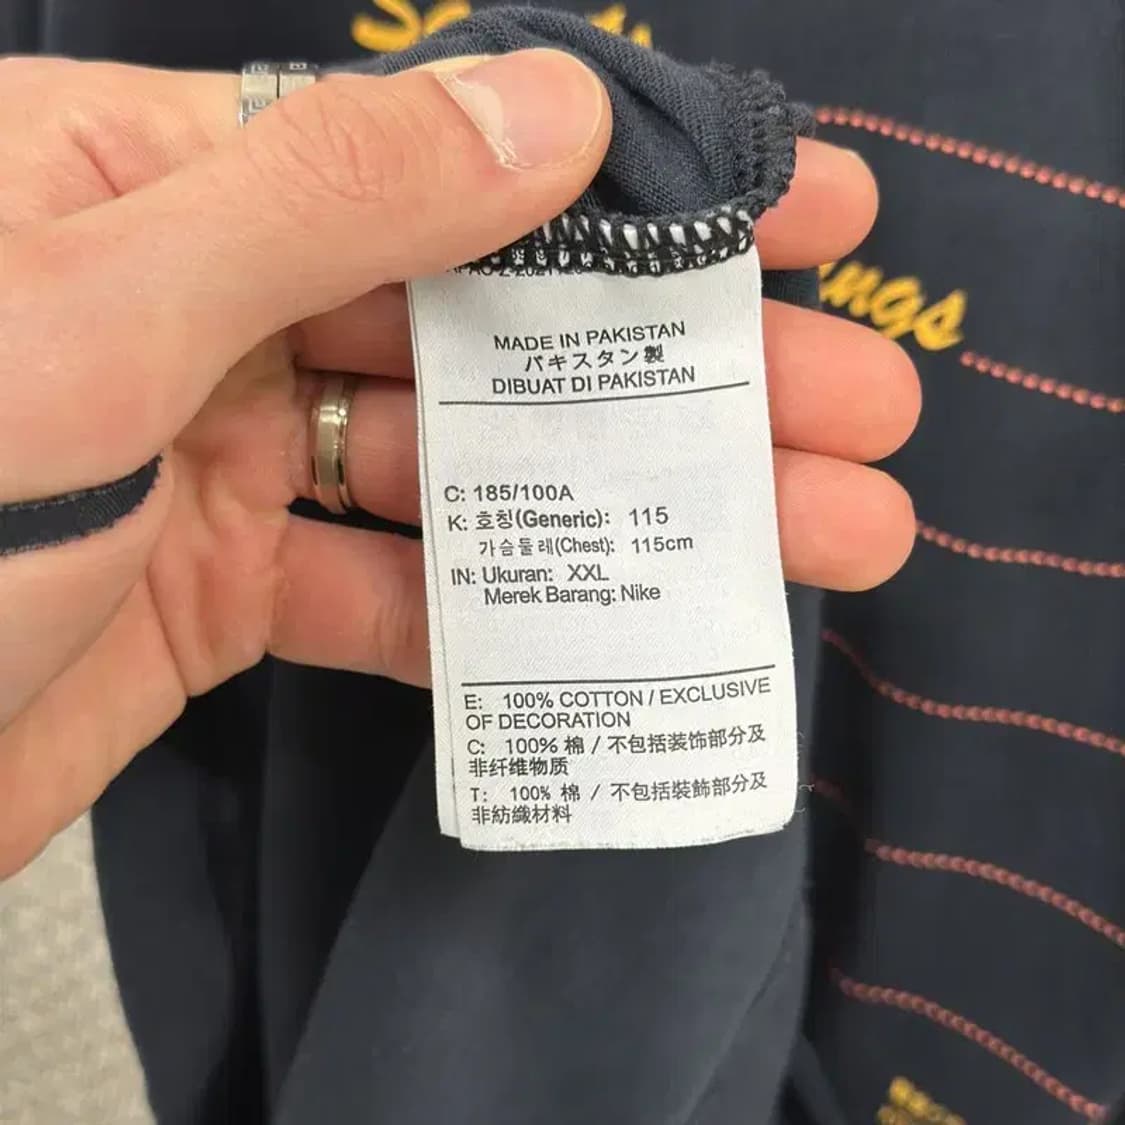 MADE IN PAKISTAN
パキスタン製
DIBUAT DI PAKISTAN
C: 185/100A
K: 호칭(Generic): 115
가슴둘레(Chest): 115cm
IN: Ukuran: XXL
Merek Barang: Nike
E: 100% COTTON / EXCLUSIVE
OF DECORATION
C: 100% 棉 / 不包括装饰部分及
非纤维物质
T: 100% 棉 / 不包括裝飾部分及
非紡織材料